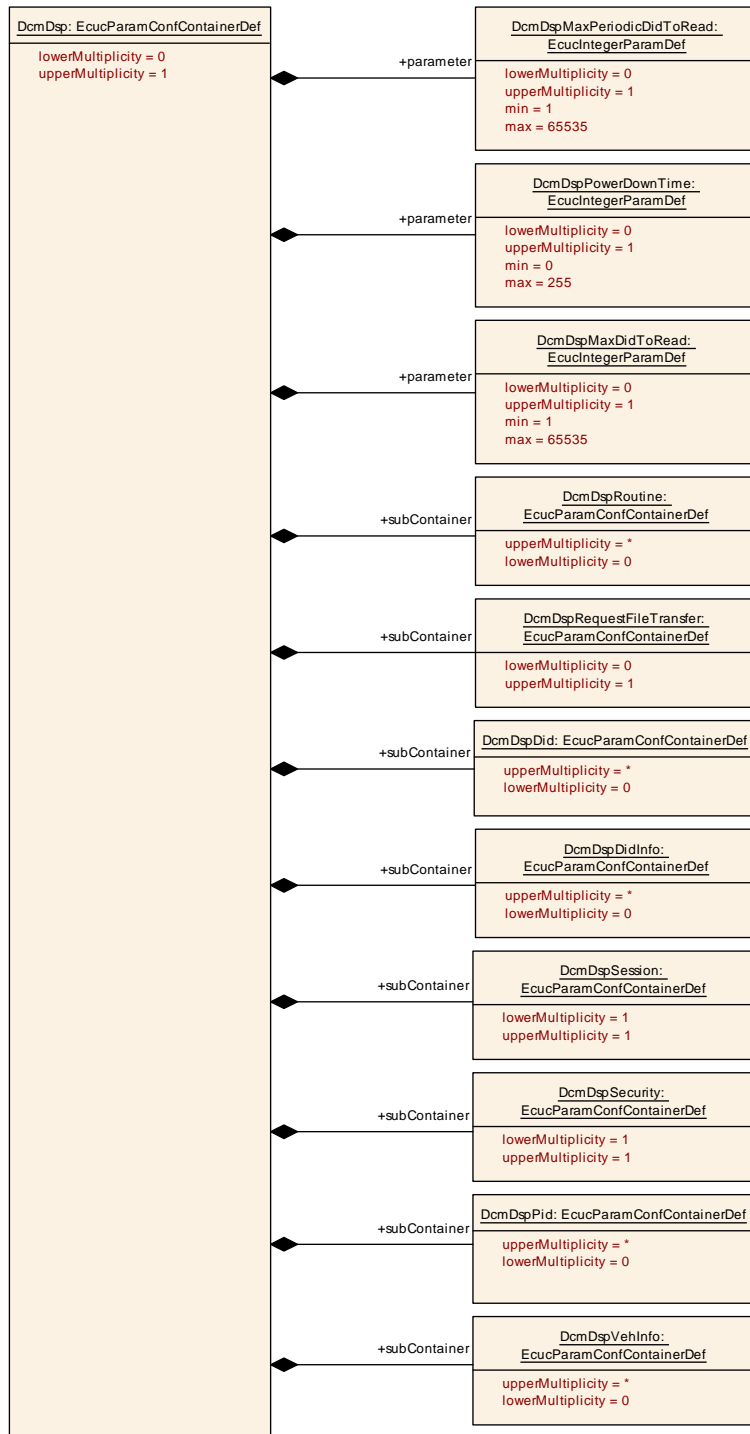 DcmDsp: EcucParamConfContainerDef
lowerMultiplicity = 0
upperMultiplicity = 1
+parameter
DcmDspMaxPeriodicDidToRead:
EcucIntegerParamDef
lowerMultiplicity = 0
upperMultiplicity = 1
min = 1
max = 65535
+parameter
DcmDspPowerDownTime:
EcucIntegerParamDef
lowerMultiplicity = 0
upperMultiplicity = 1
min = 0
max = 255
+parameter
DcmDspMaxDidToRead:
EcucIntegerParamDef
lowerMultiplicity = 0
upperMultiplicity = 1
min = 1
max = 65535
+subContainer
DcmDspRoutine:
EcucParamConfContainerDef
upperMultiplicity = *
lowerMultiplicity = 0
+subContainer
DcmDspRequestFileTransfer:
EcucParamConfContainerDef
lowerMultiplicity = 0
upperMultiplicity = 1
+subContainer
DcmDspDid: EcucParamConfContainerDef
upperMultiplicity = *
lowerMultiplicity = 0
+subContainer
DcmDspDidInfo:
EcucParamConfContainerDef
upperMultiplicity = *
lowerMultiplicity = 0
+subContainer
DcmDspSession:
EcucParamConfContainerDef
lowerMultiplicity = 1
upperMultiplicity = 1
+subContainer
DcmDspSecurity:
EcucParamConfContainerDef
lowerMultiplicity = 1
upperMultiplicity = 1
+subContainer
DcmDspPid: EcucParamConfContainerDef
upperMultiplicity = *
lowerMultiplicity = 0
+subContainer
DcmDspVehInfo:
EcucParamConfContainerDef
upperMultiplicity = *
lowerMultiplicity = 0